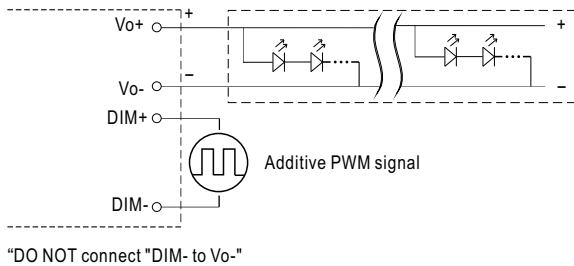 Vo+
+
+
Vo-
–
–
DIM+
Additive PWM signal
DIM-
“DO NOT connect "DIM- to Vo-"